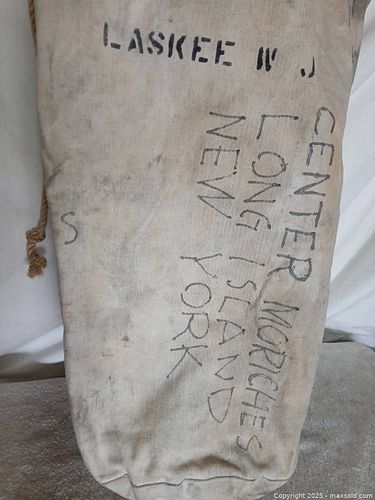 LASKEE W J
CENTER MORICHES
LONG ISLAND
NEW YORK
S
Copyright 2025 - maxsold.com